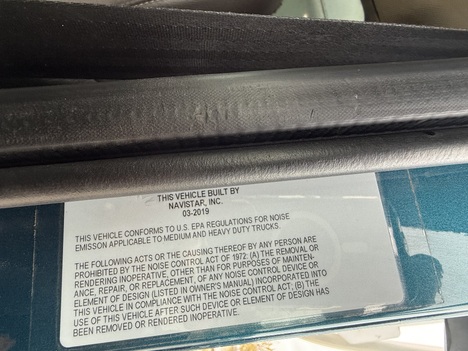 THIS VEHICLE BUILT BY
NAVISTAR, INC.
03-2019
THIS VEHICLE CONFORMS TO U.S. EPA REGULATIONS FOR NOISE
EMISSON APPLICABLE TO MEDIUM AND HEAVY DUTY TRUCKS.
THE FOLLOWING ACTS OR THE CAUSING THEREOF BY ANY PERSON ARE
PROHIBITED BY THE NOISE CONTROL ACT OF 1972: (A) THE REMOVAL OR
RENDERING INOPERATIVE, OTHER THAN FOR PURPOSES OF MAINTEN-
ANCE, REPAIR, OR REPLACEMENT, OF ANY NOISE CONTROL DEVICE OR
ELEMENT OF DESIGN (LISTED IN OWNER'S MANUAL) INCORPORATED INTO
THIS VEHICLE IN COMPLIANCE WITH THE NOISE CONTROL ACT; (B) THE
USE OF THIS VEHICLE AFTER SUCH DEVICE OR ELEMENT OF DESIGN HAS
BEEN REMOVED OR RENDERED INOPERATIVE.